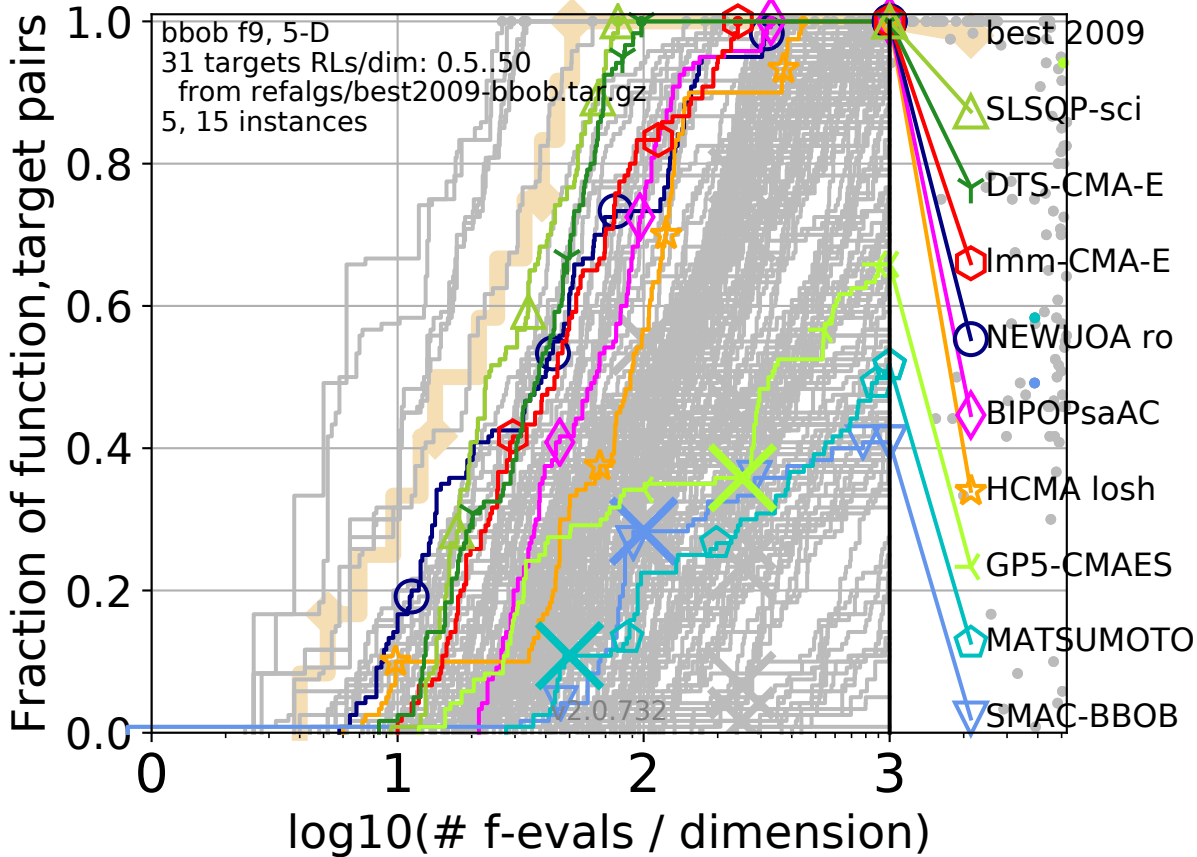 bbob f9, 5-D
31 targets RLs/dim: 0.5..50
from refalgs/best2009-bbob.tar.gz
5, 15 instances
Fraction of function,target pairs
1.0
0.8
0.6
0.4
0.2
0.0
0
1
2
3
log10(# f-evals / dimension)
best 2009
SLSQP-sci
DTS-CMA-E
lmm-CMA-E
NEWUOA ro
BIPOPsaAC
HCMA losh
GP5-CMAES
MATSUMOTO
SMAC-BBOB
v2.0.732